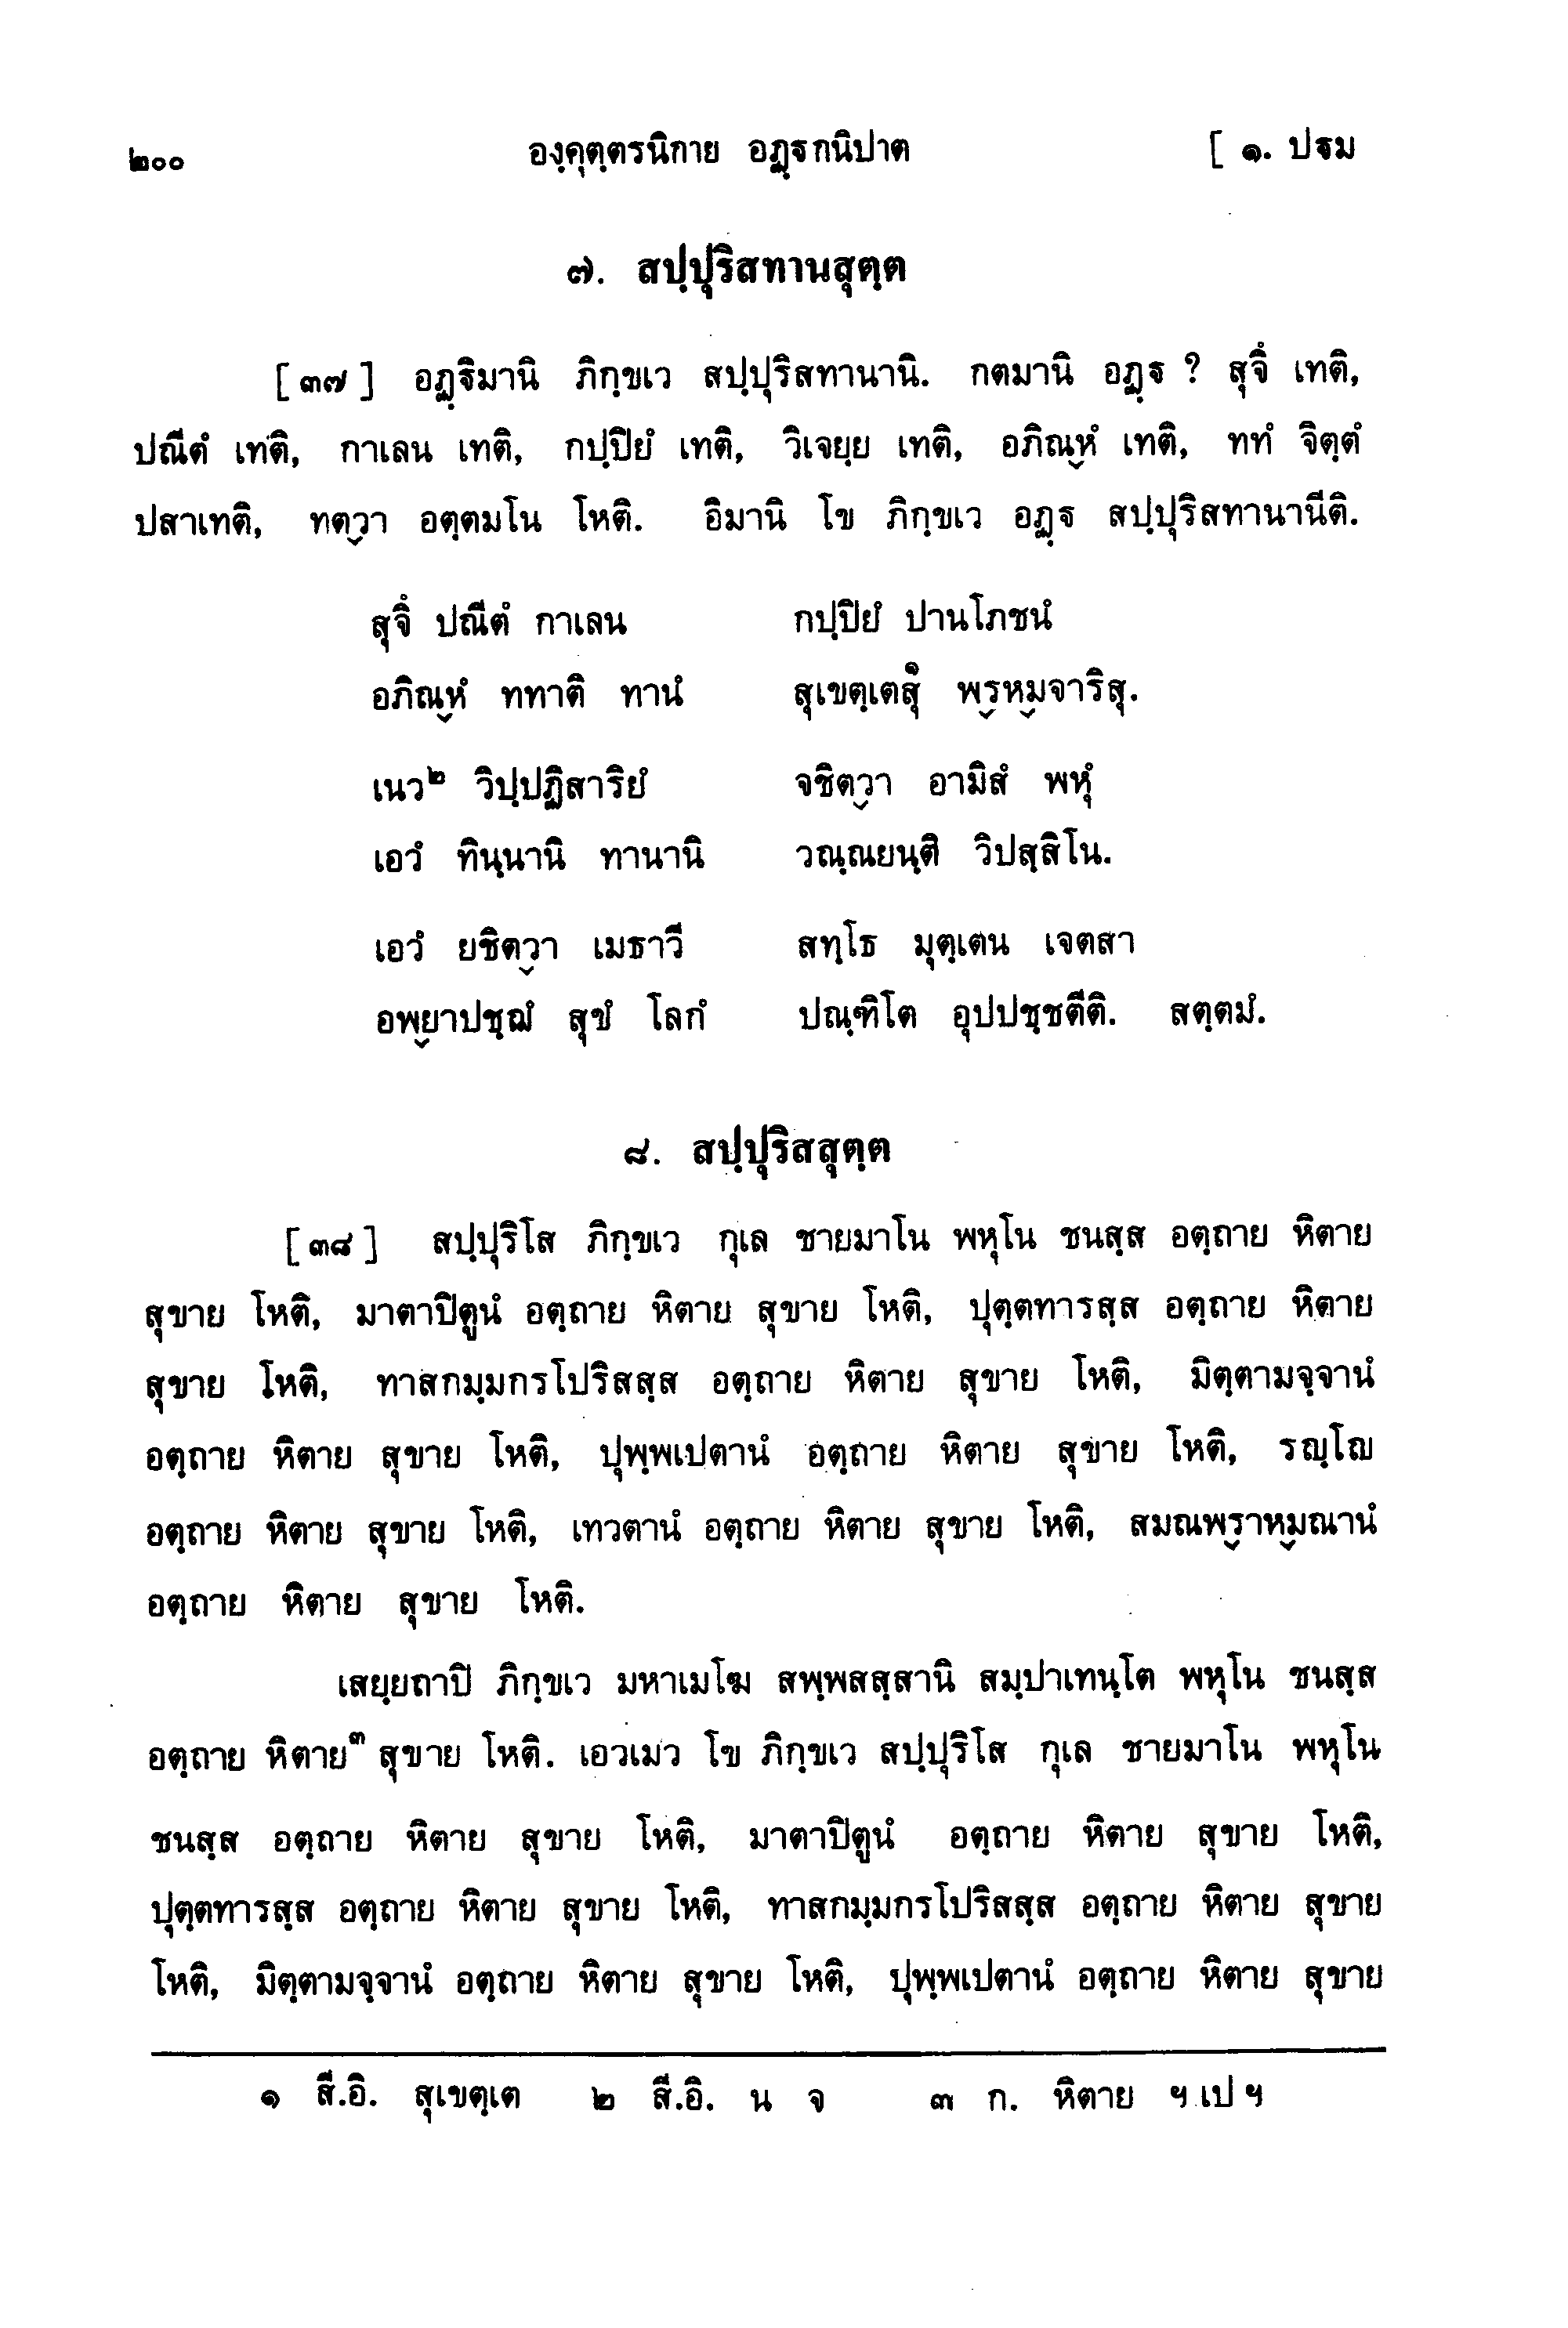 ๒๐๐ องฺคุตฺตรนิกาย อฏฺฐกนิปาต [ ๑. ปฐม
๗. สปฺปุริสทานสุตฺต
[ ๓๗ ] อฏฺฐิมานิ ภิกฺขเว สปฺปุริสทานานิ. กตมานิ อฏฺฐ ? สุจึ เทติ,
ปณีตํ เทติ, กาเลน เทติ, กปฺปิยํ เทติ, วิเจยฺย เทติ, อภิณฺหํ เทติ, ททํ จิตฺตํ
ปสาเทติ, ทตฺวา อตฺตมโน โหติ. อิมานิ โข ภิกฺขเว อฏฺฐ สปฺปุริสทานานีติ.
สุจึ ปณีตํ กาเลน กปฺปิยํ ปานโภชนํ
อภิณฺหํ ททาติ ทานํ สุเขตฺเตสุ๑ พฺรหฺมจาริสุ.
เนว๒ วิปฺปฏิสาริยํ จชิตฺวา อามิสํ พหุํ
เอวํ ทินฺนานิ ทานานิ วณฺณยนฺติ วิปสฺสิโน.
เอวํ ยชิตฺวา เมธาวี สทฺโธ มุตฺเตน เจตสา
อพฺยาปชฺฌํ สุขํ โลกํ ปณฺฑิโต อุปปชฺชตีติ. สตฺตมํ.
๘. สปฺปุริสสุตฺต
[ ๓๘ ] สปฺปุริโส ภิกฺขเว กุเล ชายมาโน พหุโน ชนสฺส อตฺถาย หิตาย
สุขาย โหติ, มาตาปิตูนํ อตฺถาย หิตาย สุขาย โหติ, ปุตฺตทารสฺส อตฺถาย หิตาย
สุขาย โหติ, ทาสกมฺมกรโปริสสฺส อตฺถาย หิตาย สุขาย โหติ, มิตฺตามจฺจานํ
อตฺถาย หิตาย สุขาย โหติ, ปุพฺพเปตานํ อตฺถาย หิตาย สุขาย โหติ, รญฺโญ
อตฺถาย หิตาย สุขาย โหติ, เทวตานํ อตฺถาย หิตาย สุขาย โหติ, สมณพฺราหฺมณานํ
อตฺถาย หิตาย สุขาย โหติ.
เสยฺยถาปิ ภิกฺขเว มหาเมโฆ สพฺพสสฺสานิ สมฺปาเทนฺโต พหุโน ชนสฺส
อตฺถาย หิตาย๓ สุขาย โหติ. เอวเมว โข ภิกฺขเว สปฺปุริโส กุเล ชายมาโน พหุโน
ชนสฺส อตฺถาย หิตาย สุขาย โหติ, มาตาปิตูนํ อตฺถาย หิตาย สุขาย โหติ,
ปุตฺตทารสฺส อตฺถาย หิตาย สุขาย โหติ, ทาสกมฺมกรโปริสสฺส อตฺถาย หิตาย สุขาย
โหติ, มิตฺตามจฺจานํ อตฺถาย หิตาย สุขาย โหติ, ปุพฺพเปตานํ อตฺถาย หิตาย สุขาย
๑ สี.อิ. สุเขตฺเต ๒ สี.อิ. น จ ๓ ก. หิตาย ฯ เป ฯ